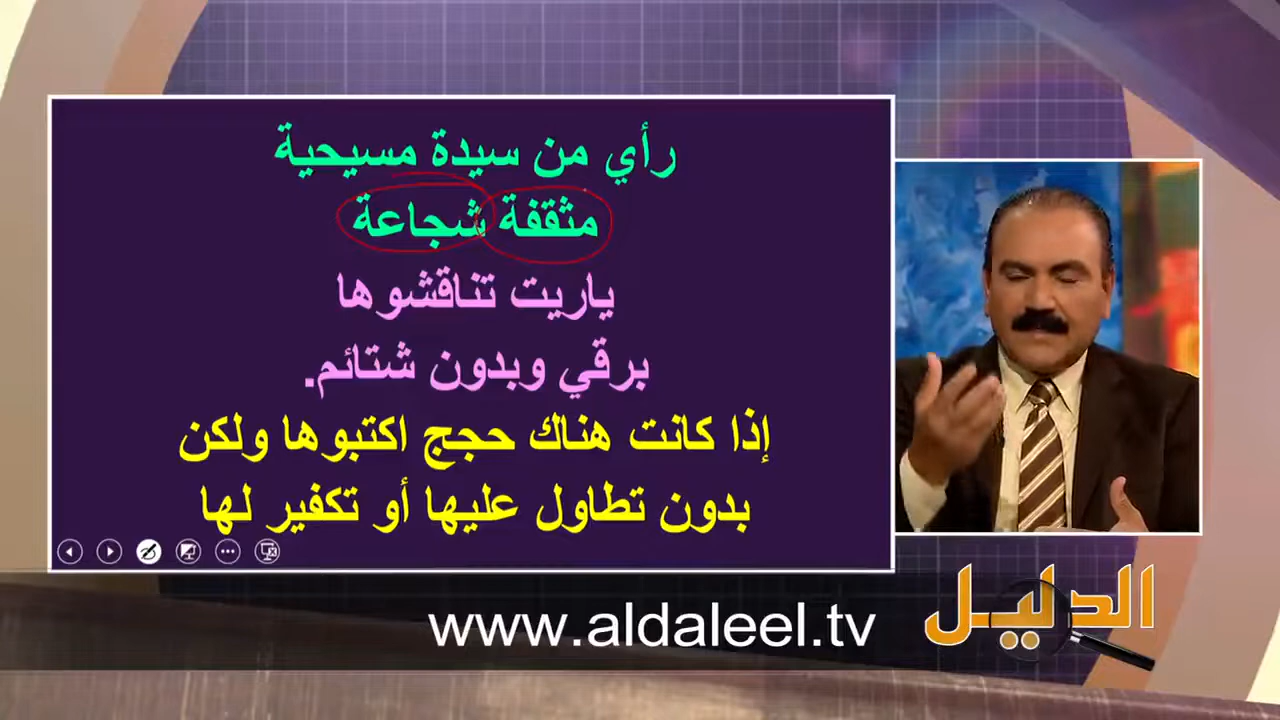 رأي من سيدة مسيحية
مثقفة شجاعة
ياريت تناقشوها
برقي وبدون شتائم.
إذا كانت هناك حجج اكتبوها ولكن
بدون تطاول عليها أو تكفير لها
الدليل
www.aldaleel.tv